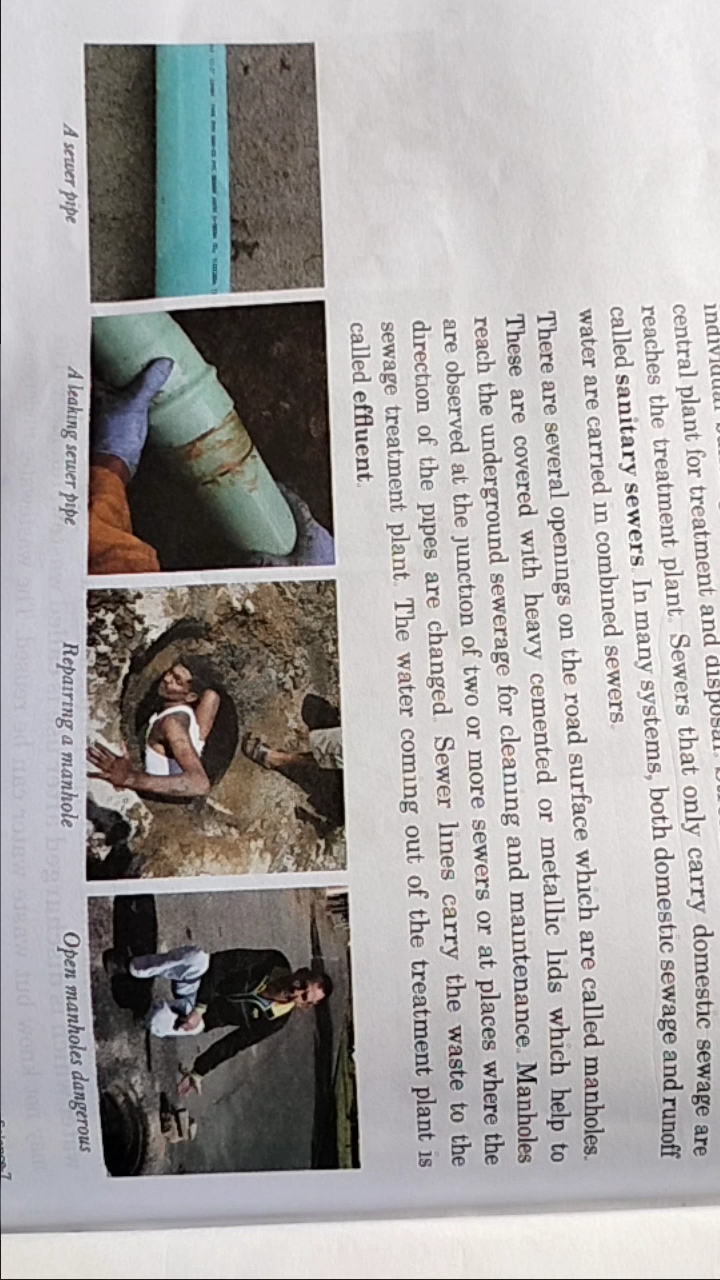 central plant for treatment and disposal.
reaches the treatment plant. Sewers that only carry domestic sewage are
called sanitary sewers. In many systems, both domestic sewage and runoff
water are carried in combined sewers.
There are several openings on the road surface which are called manholes.
These are covered with heavy cemented or metallic lids which help to
reach the underground sewerage for cleaning and maintenance. Manholes
are observed at the junction of two or more sewers or at places where the
direction of the pipes are changed. Sewer lines carry the waste to the
sewage treatment plant. The water coming out of the treatment plant is
called effluent.
A sewer pipe
A leaking sewer pipe
Repairing a manhole
Open manholes dangerous